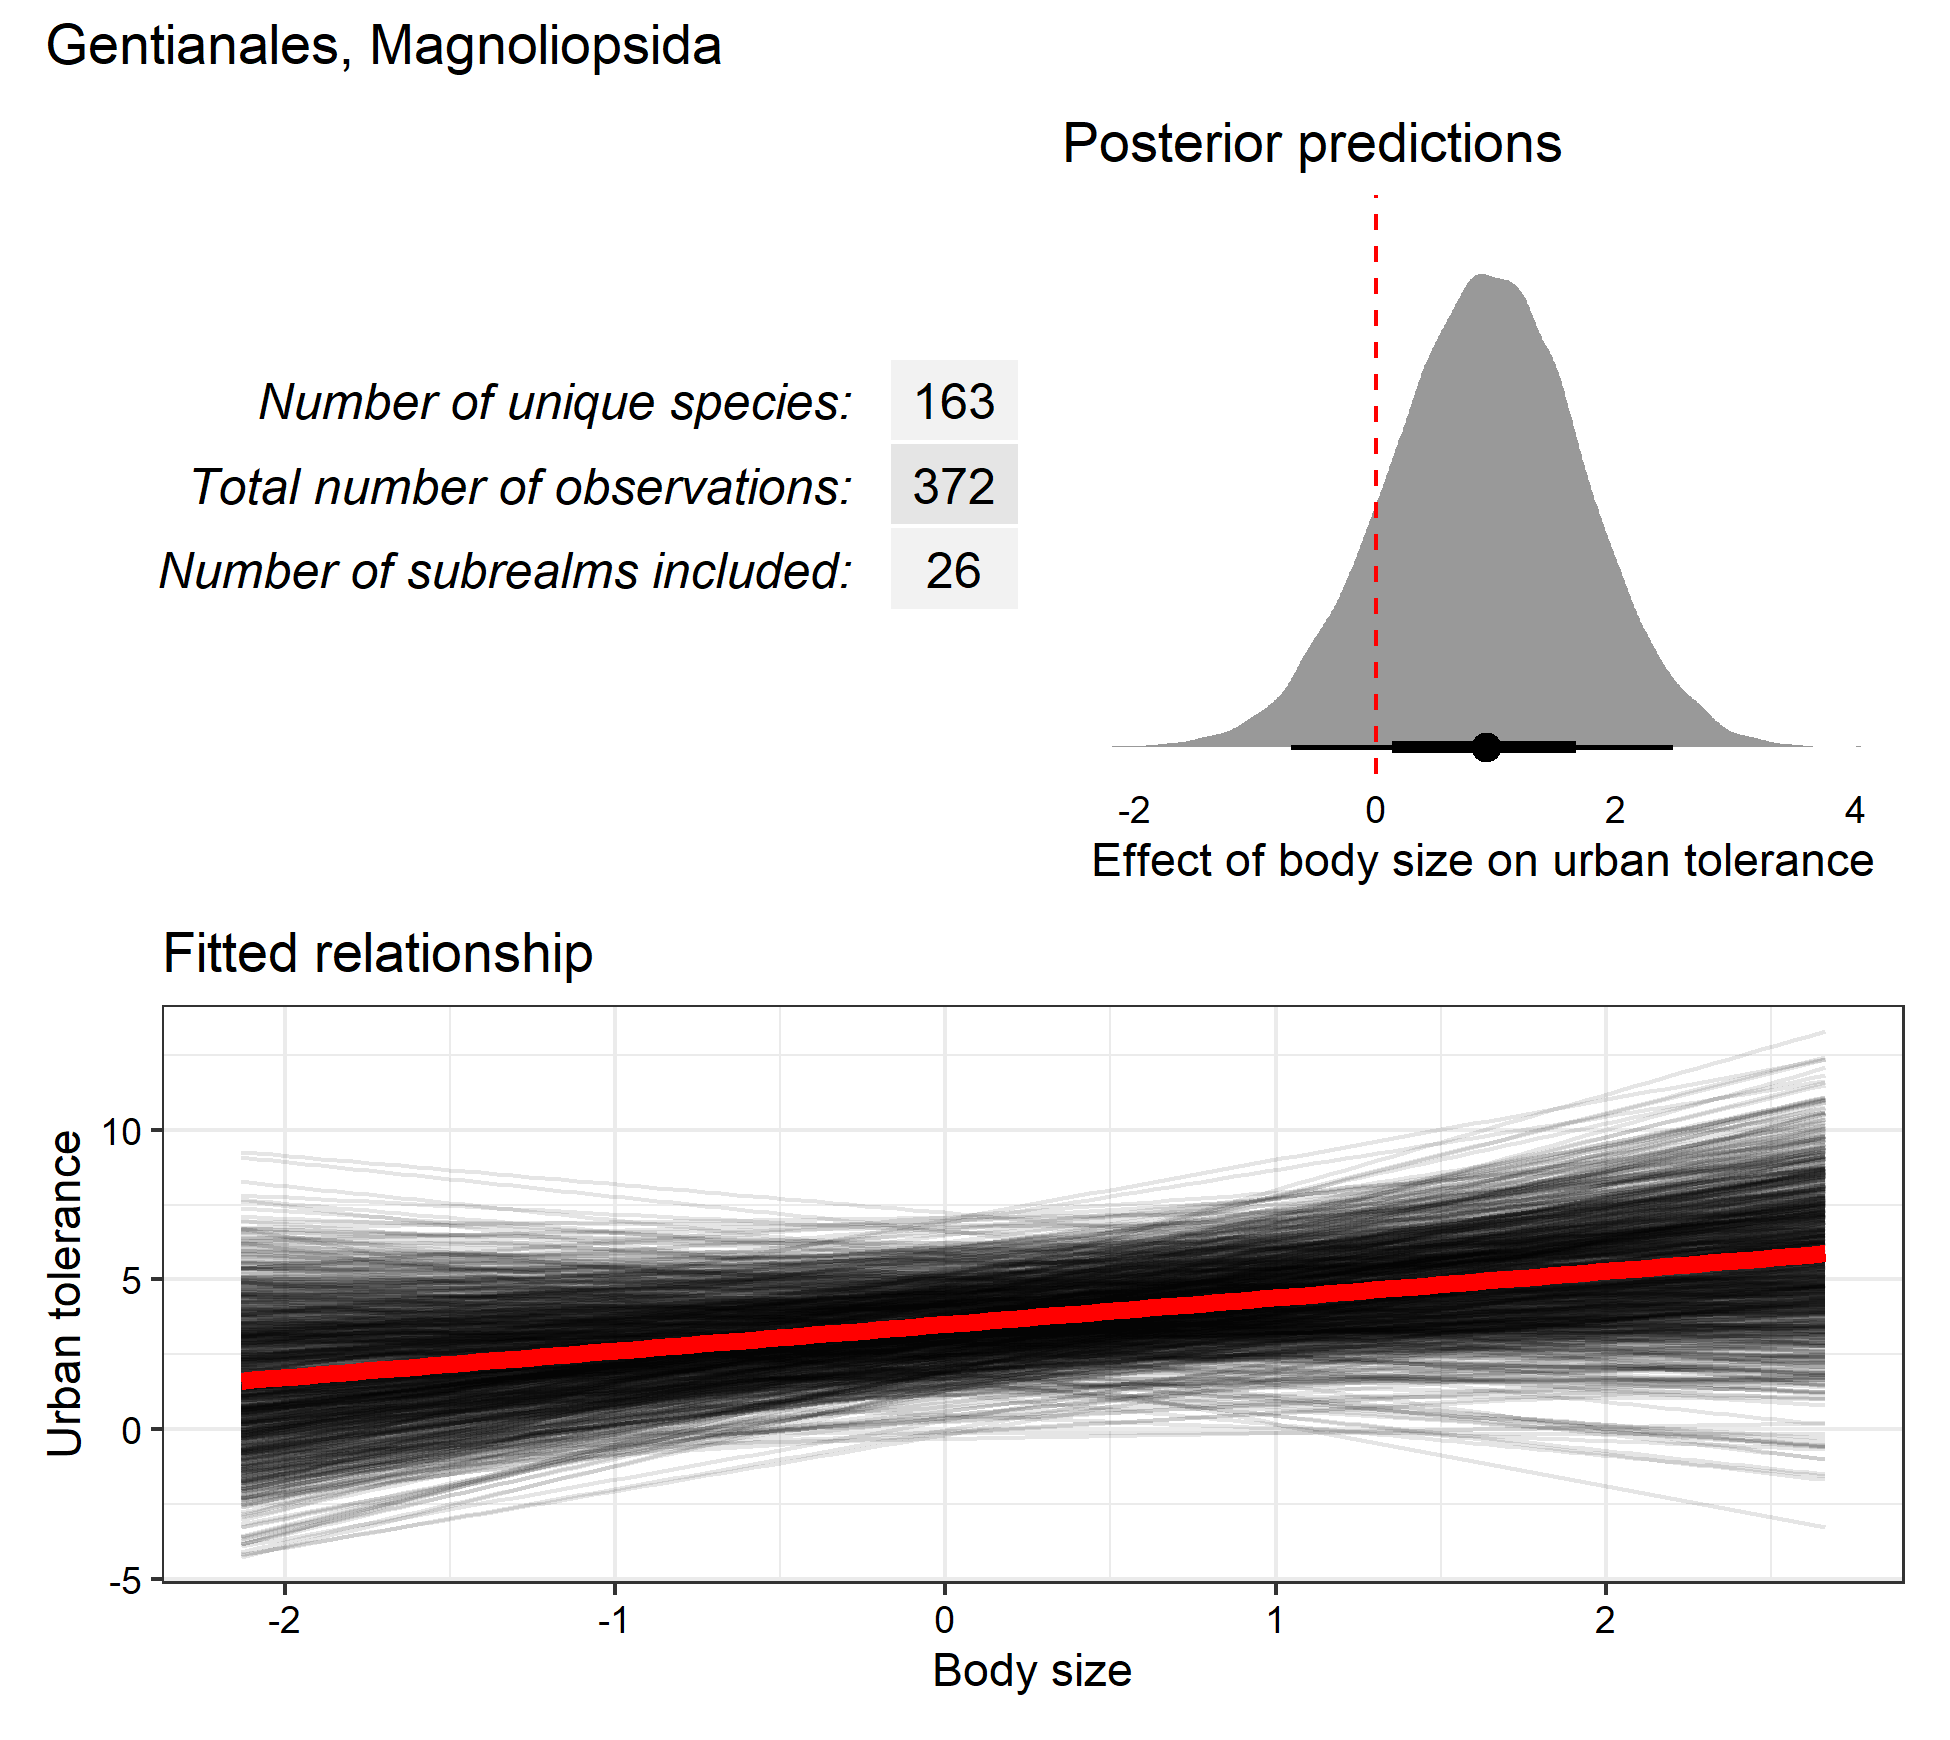 Gentianales, Magnoliopsida
Posterior predictions
Number of unique species: 163
Total number of observations: 372
Number of subrealms included: 26
-2 0 2 4
Effect of body size on urban tolerance
Fitted relationship
Urban tolerance
10
5
0
-5
-2 -1 0 1 2
Body size